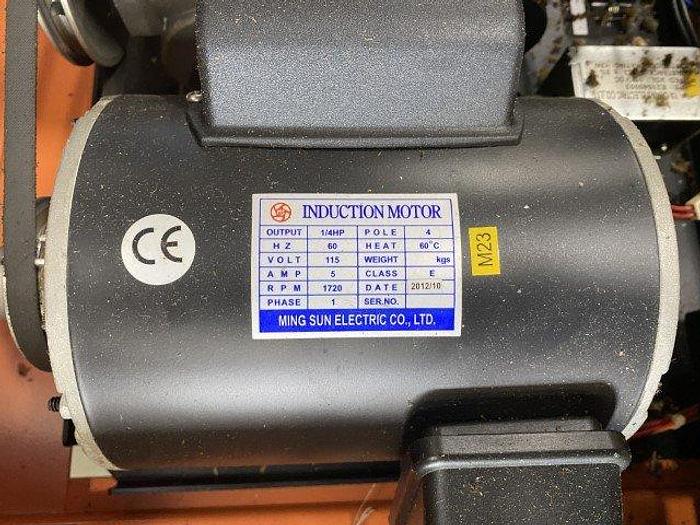 INDUCTION MOTOR
OUTPUT 1/4HP POLE 4
HZ 60 HEAT 60°C
VOLT 115 WEIGHT kgs
AMP 5 CLASS E
RPM 1720 DATE 2012/10
PHASE 1 SER.NO.
MING SUN ELECTRIC CO., LTD.
CE
M23